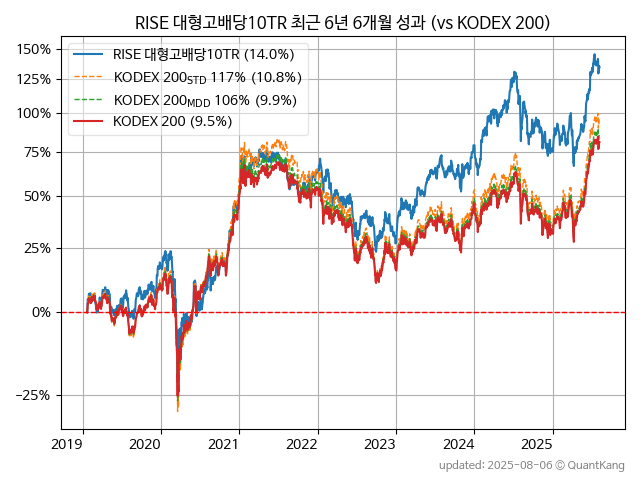 RISE 대형고배당10TR 최근 6년 6개월 성과 (vs KODEX 200)
RISE 대형고배당10TR (14.0%)
KODEX 200STD 117% (10.8%)
KODEX 200MDD 106% (9.9%)
KODEX 200 (9.5%)
150%
125%
100%
75%
50%
25%
0%
−25%
2019
2020
2021
2022
2023
2024
2025
updated: 2025-08-06 © QuantKang